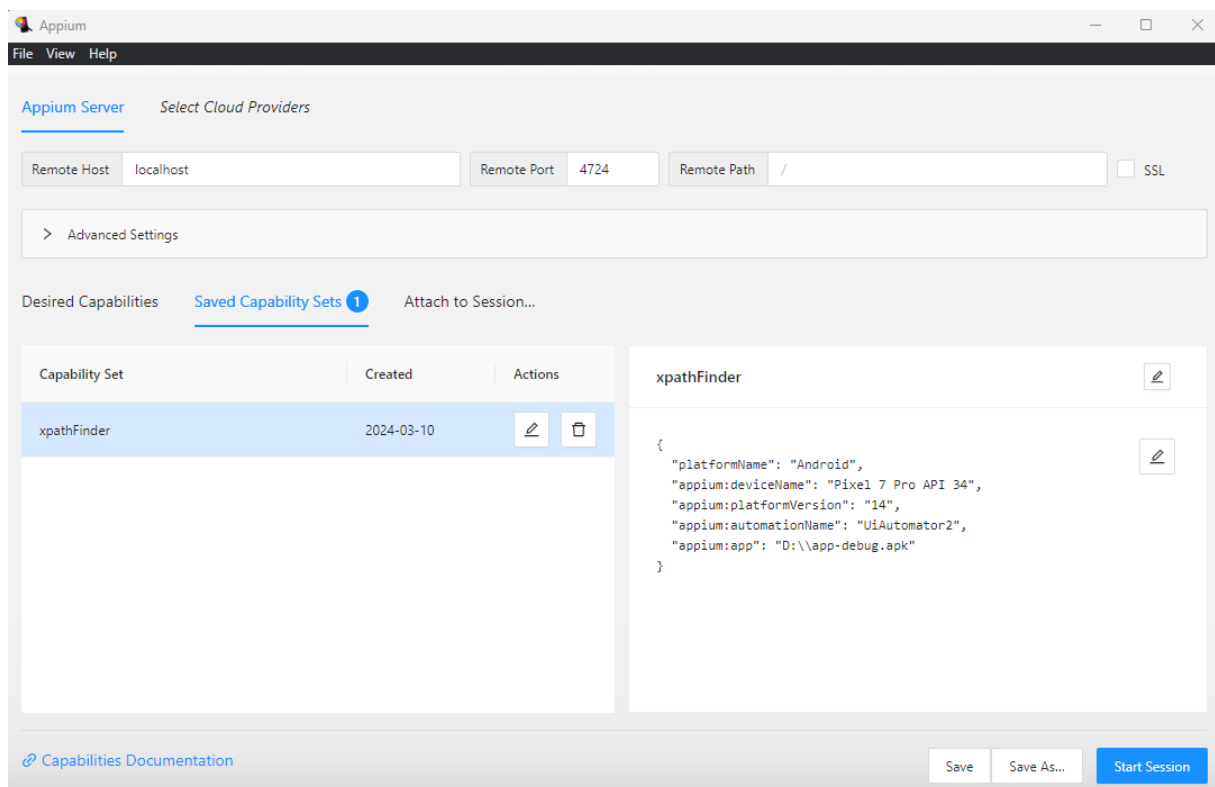 Appium
File View Help
Appium Server Select Cloud Providers
Remote Host localhost Remote Port 4724 Remote Path / SSL
Advanced Settings
Desired Capabilities Saved Capability Sets 1 Attach to Session...
Capability Set Created Actions xpathFinder
xpathFinder 2024-03-10
{
"platformName": "Android",
"appium:deviceName": "Pixel 7 Pro API 34",
"appium:platformVersion": "14",
"appium:automationName": "UiAutomator2",
"appium:app": "D:\\app-debug.apk"
}
Capabilities Documentation Save Save As... Start Session